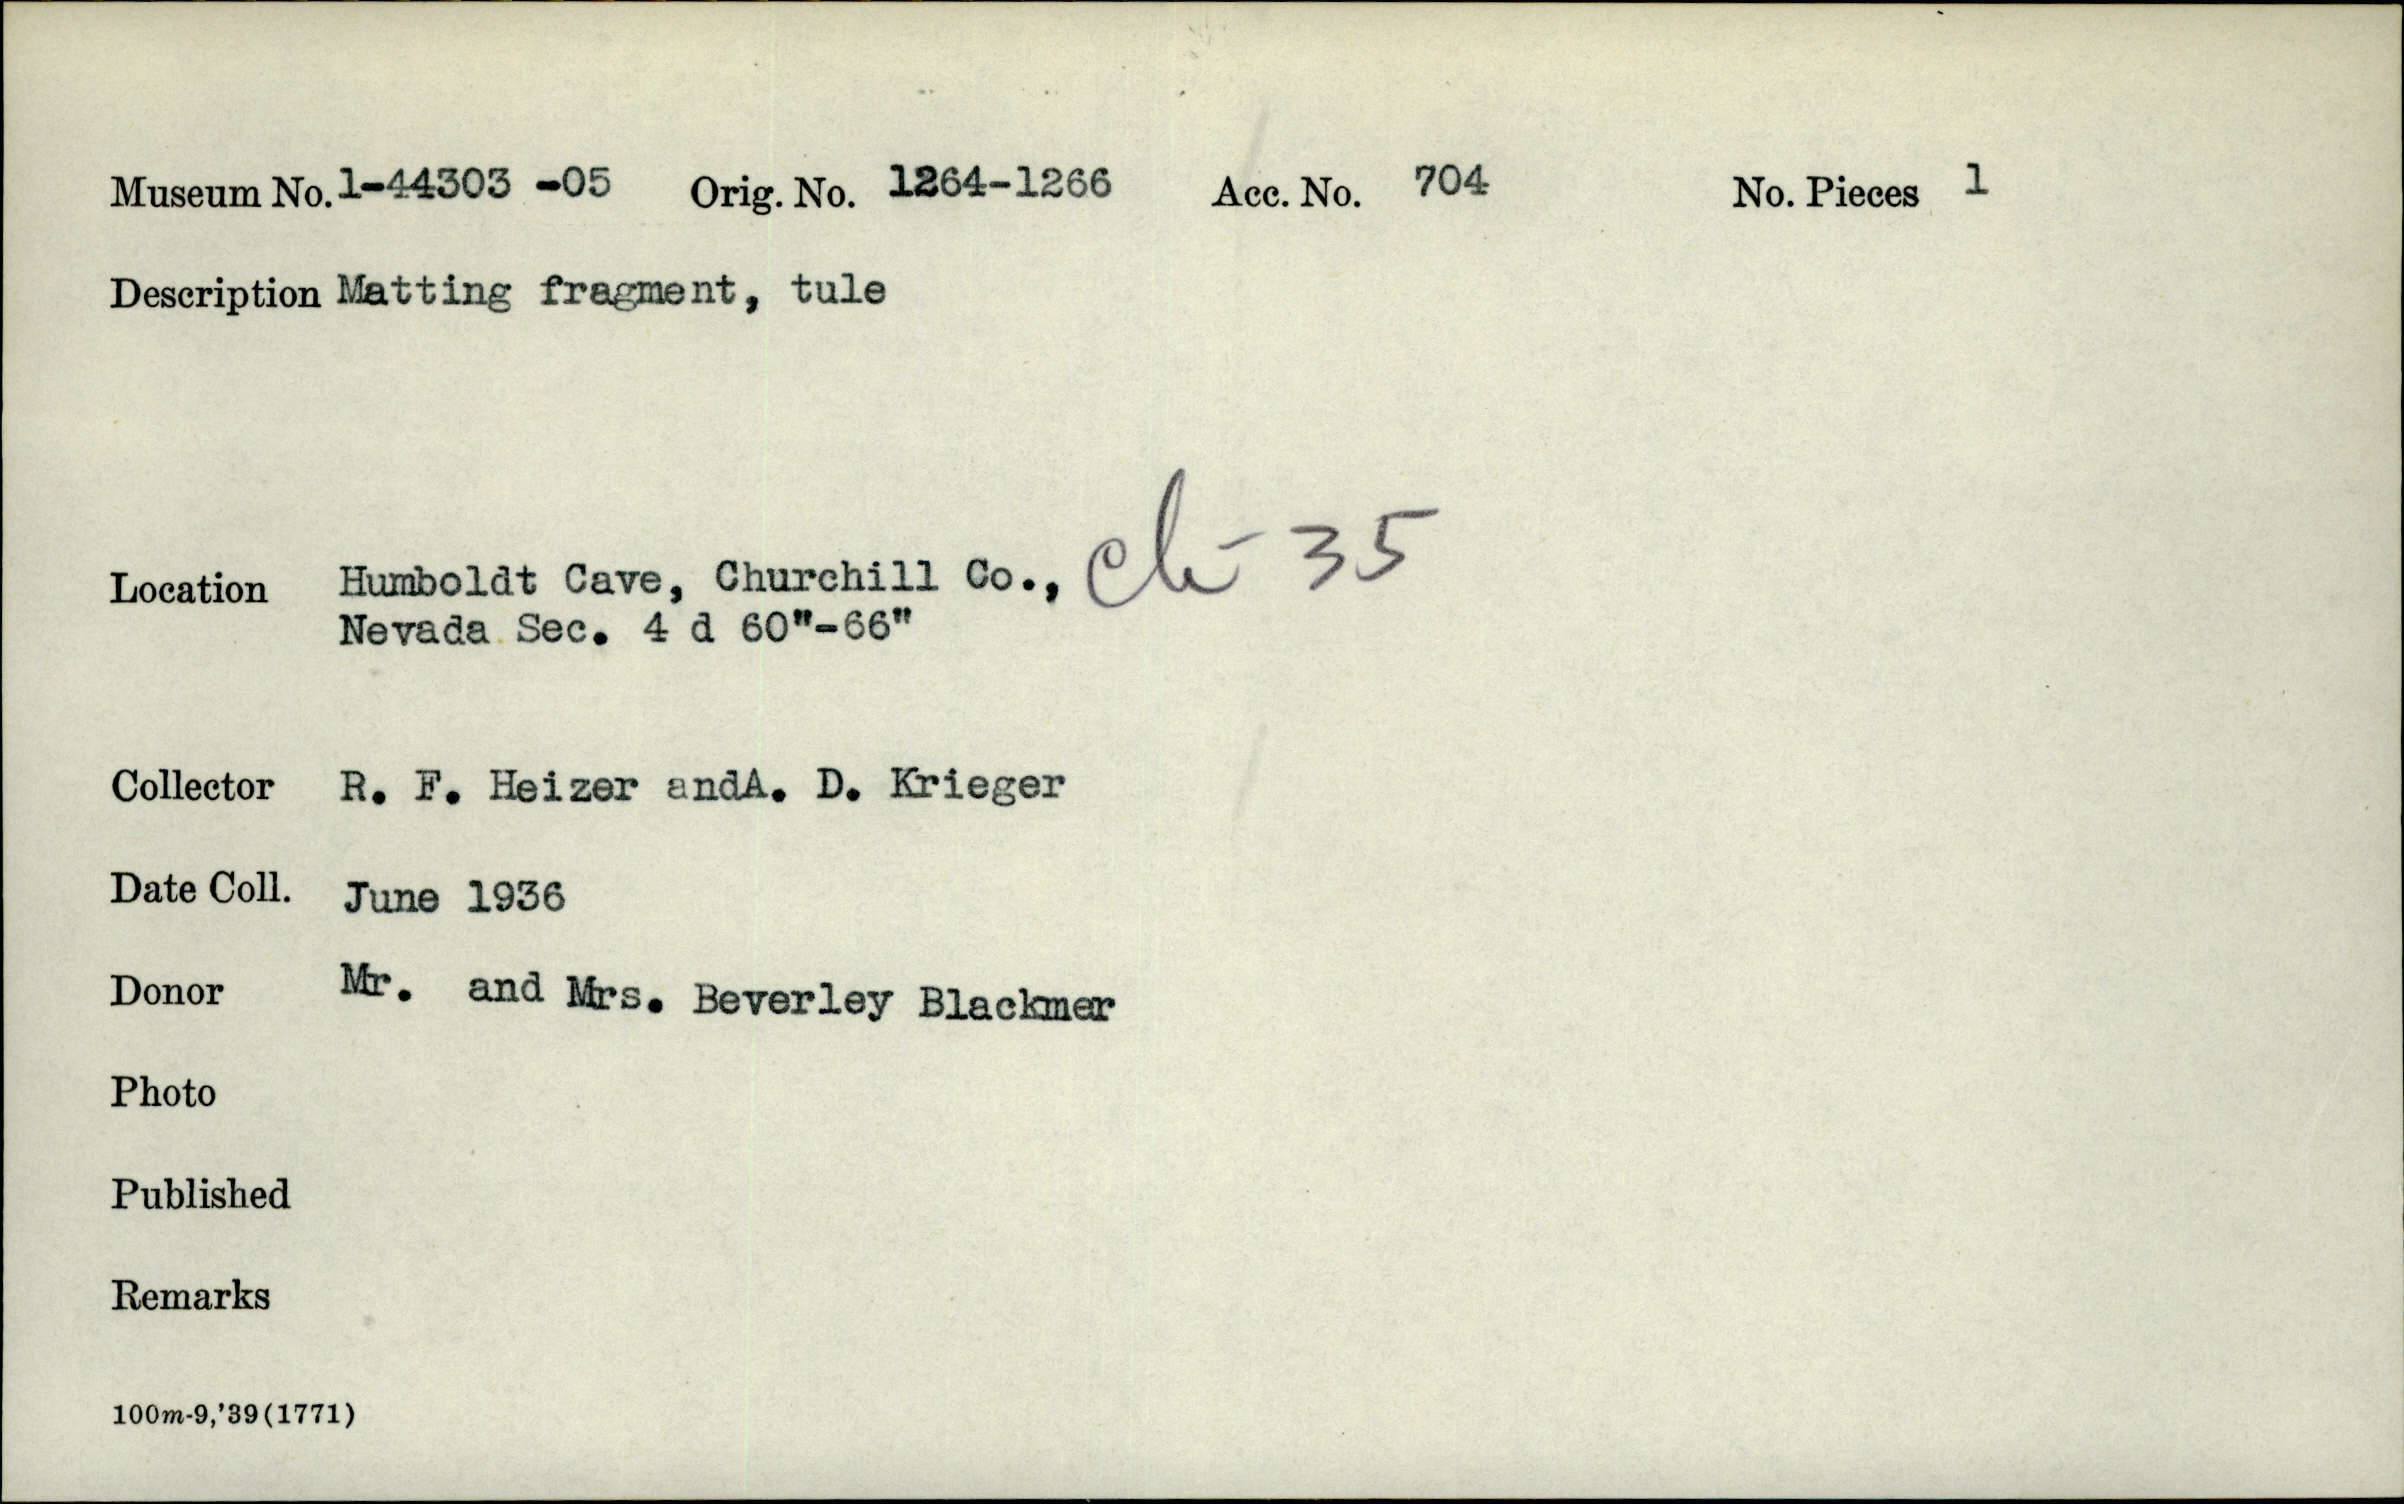 Museum No. 1-44303 -05 Orig. No. 1264-1266 Acc. No. 704 No. Pieces 1
Description Matting fragment, tule
Location Humboldt Cave, Churchill Co., Ch-35
Nevada Sec. 4 d 60"-66"
Collector R. F. Heizer andA. D. Krieger
Date Coll. June 1936
Donor Mr. and Mrs. Beverley Blackmer
Photo
Published
Remarks
100m-9,'39(1771)